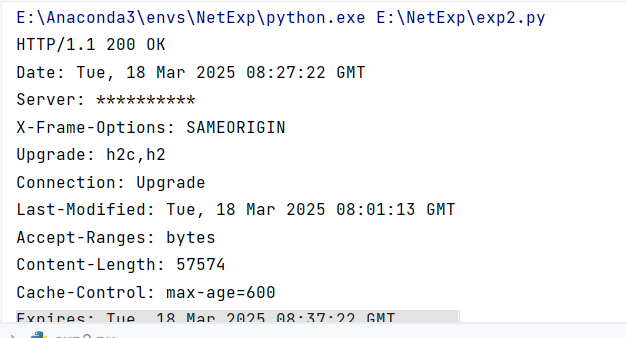 E:\Anaconda3\envs\NetExp\python.exe E:\NetExp\exp2.py
HTTP/1.1 200 OK
Date: Tue, 18 Mar 2025 08:27:22 GMT
Server: **********
X-Frame-Options: SAMEORIGIN
Upgrade: h2c,h2
Connection: Upgrade
Last-Modified: Tue, 18 Mar 2025 08:01:13 GMT
Accept-Ranges: bytes
Content-Length: 57574
Cache-Control: max-age=600
Expires: Tue, 18 Mar 2025 08:37:22 GMT